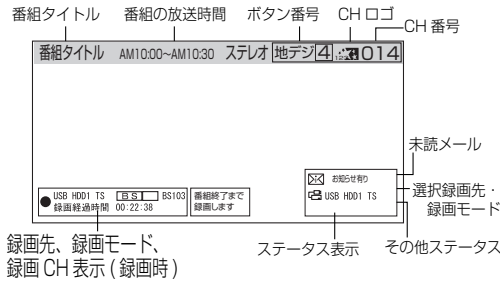 番組タイトル 番組の放送時間 ボタン番号 CH ロゴ
CH 番号
番組タイトル AM10:00~AM10:30 ステレオ 地デジ 4 014
未読メール
お知らせ有り
USB HDD1 TS
選択録画先・
録画モード
USB HDD1 TS BS BS103
録画経過時間 00:22:38
番組終了まで
録画します
ステータス表示 その他ステータス
録画先、録画モード、
録画 CH 表示 ( 録画時 )